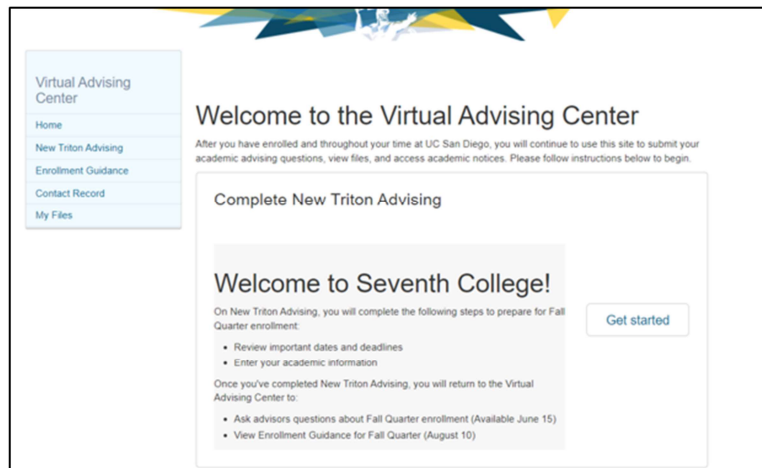 Virtual Advising
Center
Home
New Triton Advising
Enrollment Guidance
Contact Record
My Files
Welcome to the Virtual Advising Center
After you have enrolled and throughout your time at UC San Diego, you will continue to use this site to submit your
academic advising questions, view files, and access academic notices. Please follow instructions below to begin.
Complete New Triton Advising
Welcome to Seventh College!
On New Triton Advising, you will complete the following steps to prepare for Fall
Quarter enrollment:
• Review important dates and deadlines
• Enter your academic information
Once you've completed New Triton Advising, you will return to the Virtual
Advising Center to:
• Ask advisors questions about Fall Quarter enrollment (Available June 15)
• View Enrollment Guidance for Fall Quarter (August 10)
Get started